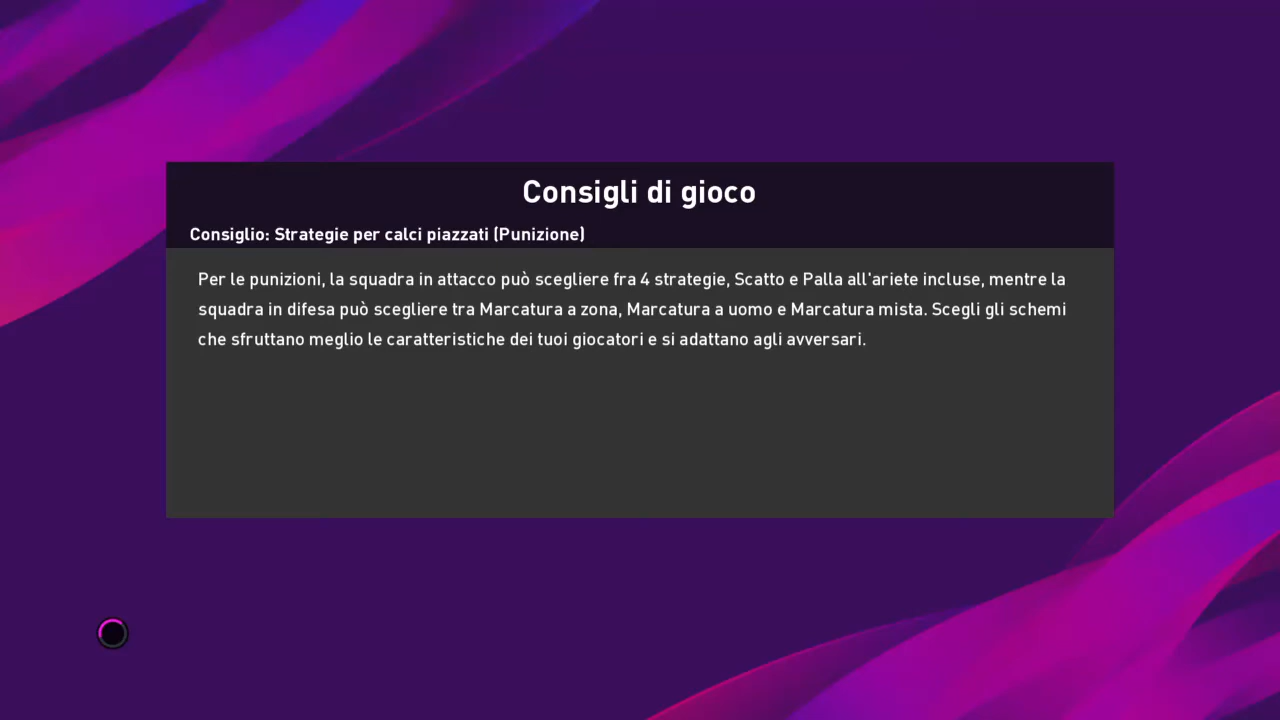 Consigli di gioco
Consiglio: Strategie per calci piazzati (Punizione)
Per le punizioni, la squadra in attacco può scegliere fra 4 strategie, Scatto e Palla all'ariete incluse, mentre la
squadra in difesa può scegliere tra Marcatura a zona, Marcatura a uomo e Marcatura mista. Scegli gli schemi
che sfruttano meglio le caratteristiche dei tuoi giocatori e si adattano agli avversari.